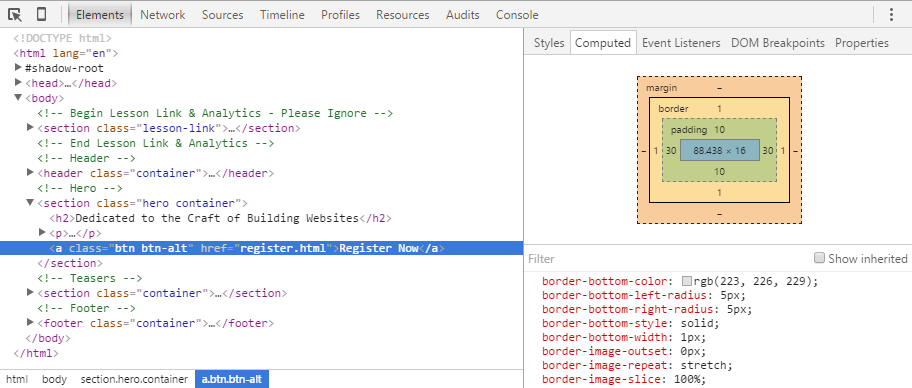 Elements Network Sources Timeline Profiles Resources Audits Console
<!DOCTYPE html>
<html lang="en">
#shadow-root
<head>…</head>
<body>
<!-- Begin Lesson Link & Analytics - Please Ignore -->
<section class="lesson-link">…</section>
<!-- End Lesson Link & Analytics -->
<!-- Header -->
<header class="container">…</header>
<!-- Hero -->
<section class="hero container">
<h2>Dedicated to the Craft of Building Websites</h2>
<p>…</p>
<a class="btn btn-alt" href="register.html">Register Now</a>
</section>
<!-- Teasers -->
<section class="container">…</section>
<!-- Footer -->
<footer class="container">…</footer>
</body>
</html>
html body section.hero.container a.btn.btn-alt
Styles Computed Event Listeners DOM Breakpoints Properties
margin –
border 1
padding 10
– 1 30 88.438 × 16 30 1 –
10
1
–
Filter Show inherited
border-bottom-color: rgb(223, 226, 229);
border-bottom-left-radius: 5px;
border-bottom-right-radius: 5px;
border-bottom-style: solid;
border-bottom-width: 1px;
border-image-outset: 0px;
border-image-repeat: stretch;
border-image-slice: 100%;